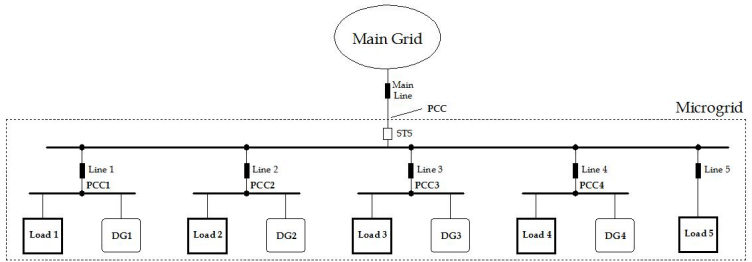 Main Grid
Main
Line
PCC
Microgrid
STS
Line 1
Line 2
Line 3
Line 4
Line 5
PCC1
PCC2
PCC3
PCC4
Load 1
DG1
Load 2
DG2
Load 3
DG3
Load 4
DG4
Load 5